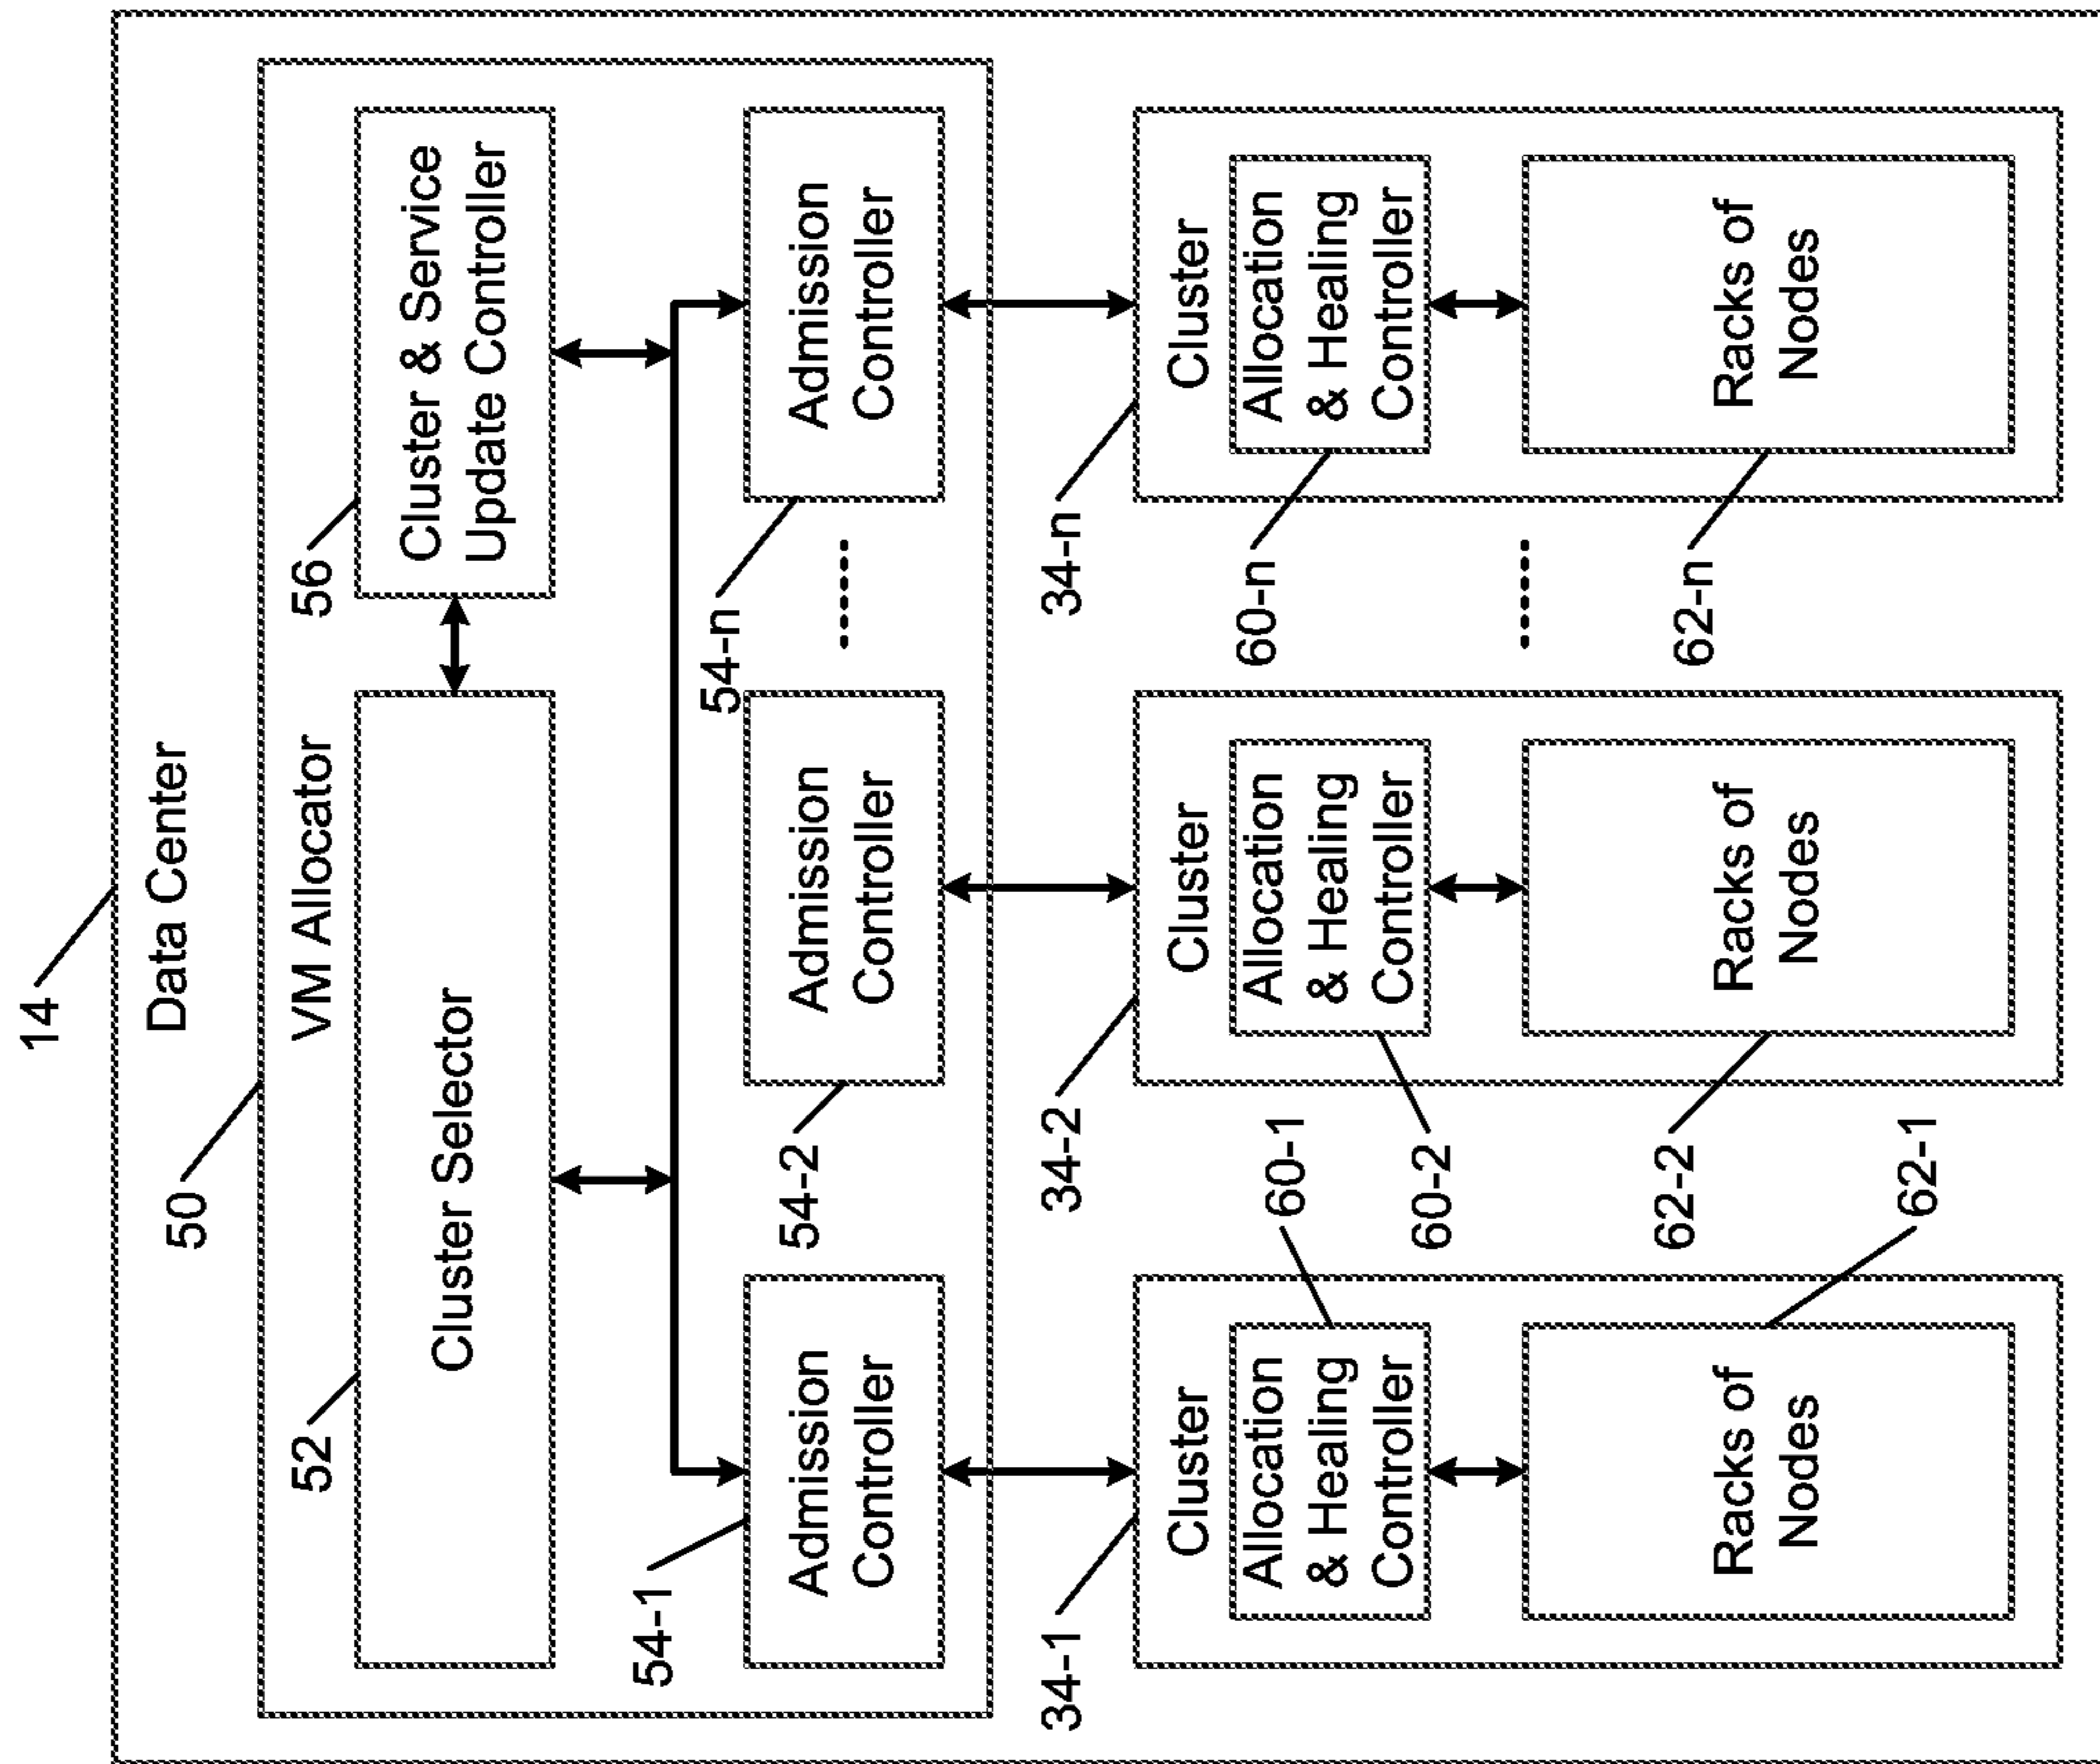 14
Data Center
50
VM Allocator
52
56
Cluster Selector
Cluster & Service
Update Controller
54-1
54-2
54-n
Admission
Controller
Admission
Controller
......
Admission
Controller
34-1
34-2
34-n
Cluster
Cluster
Cluster
60-1
60-n
Allocation
& Healing
Controller
Allocation
& Healing
Controller
Allocation
& Healing
Controller
60-2
......
62-2
62-n
62-1
Racks of
Nodes
Racks of
Nodes
Racks of
Nodes